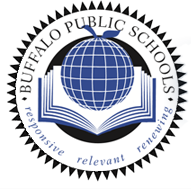 • BUFFALO PUBLIC SCHOOLS •
responsive relevant renewing